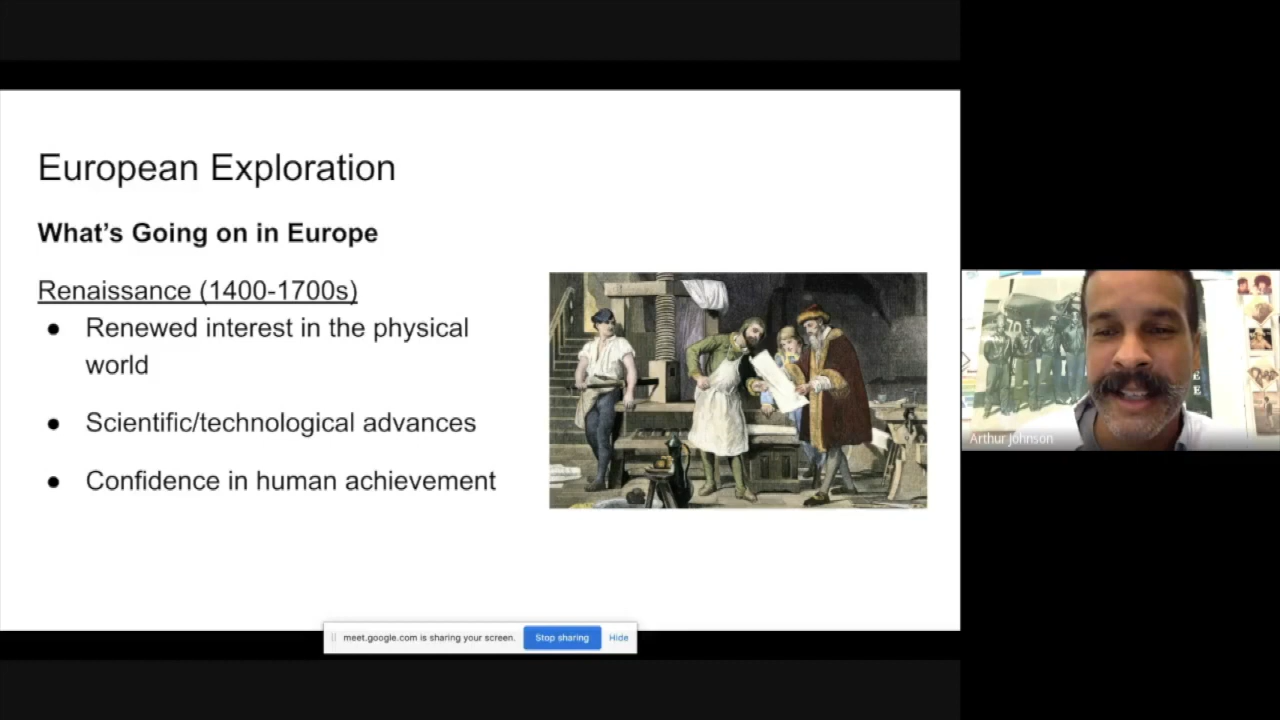 European Exploration
What's Going on in Europe
Renaissance (1400-1700s)
● Renewed interest in the physical
world
● Scientific/technological advances
● Confidence in human achievement
Arthur Johnson
meet.google.com is sharing your screen. Stop sharing Hide